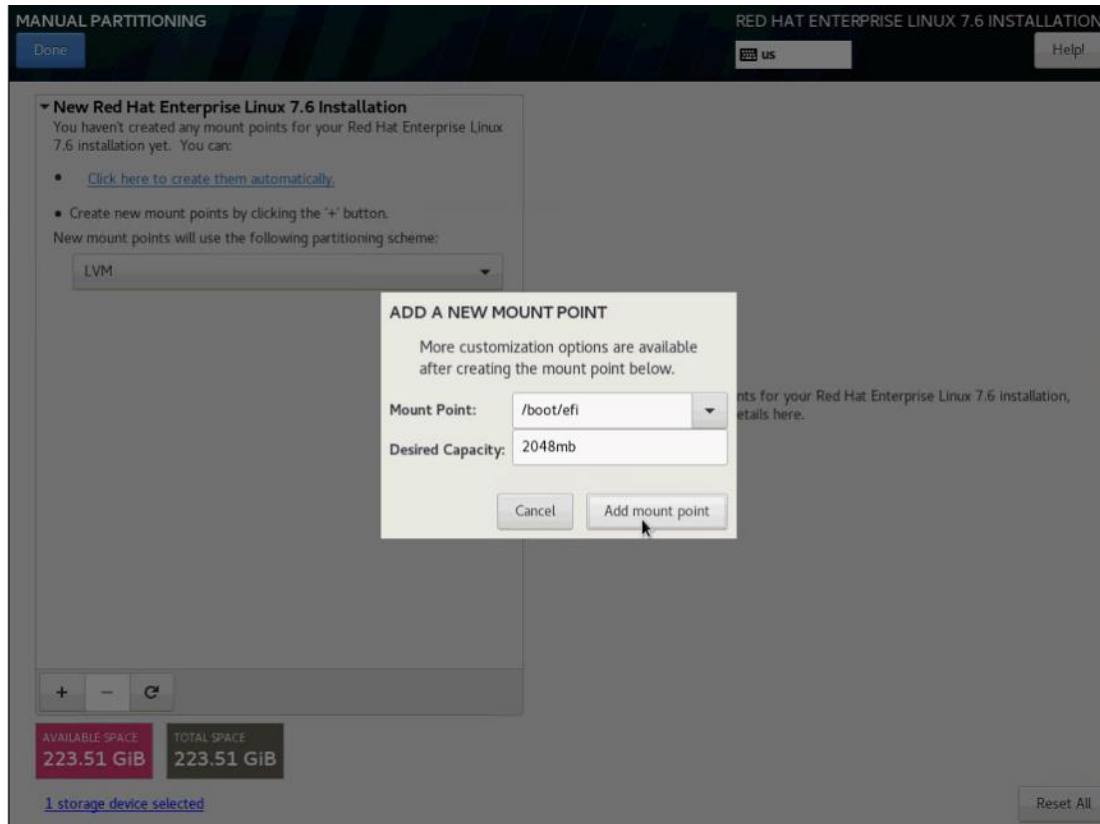 MANUAL PARTITIONING
RED HAT ENTERPRISE LINUX 7.6 INSTALLATION
Done
us
Help!
New Red Hat Enterprise Linux 7.6 Installation
You haven't created any mount points for your Red Hat Enterprise Linux
7.6 installation yet. You can:
• Click here to create them automatically.
• Create new mount points by clicking the '+' button.
New mount points will use the following partitioning scheme:
LVM
ADD A NEW MOUNT POINT
More customization options are available
after creating the mount point below.
Mount Point: /boot/efi
Desired Capacity: 2048mb
Cancel
Add mount point
nts for your Red Hat Enterprise Linux 7.6 installation,
etails here.
+ −
AVAILABLE SPACE
223.51 GiB
TOTAL SPACE
223.51 GiB
1 storage device selected
Reset All